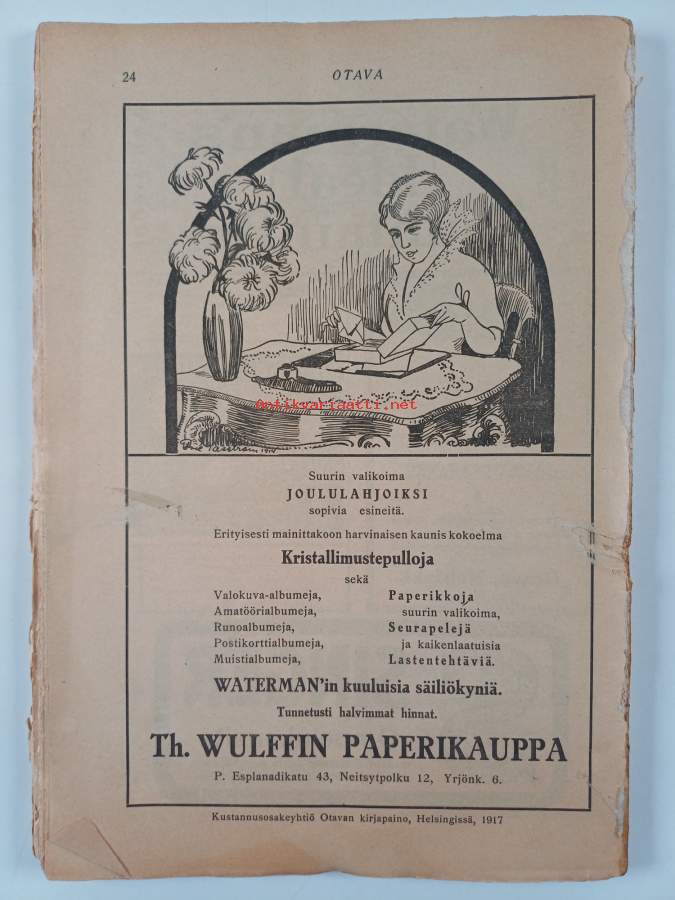 24 OTAVA
Antikvariaatti.net
Suurin valikoima
JOULULAHJOIKSI
sopivia esineitä.
Erityisesti mainittakoon harvinaisen kaunis kokoelma
Kristallimustepulloja
sekä
Valokuva-albumeja,
Amatöörialbumeja,
Runoalbumeja,
Postikorttialbumeja,
Muistialbumeja,
Paperikkoja
suurin valikoima,
Seurapelejä
ja kaikenlaatuisia
Lastentehtäviä.
WATERMAN'in kuuluisia säiliökyniä.
Tunnetusti halvimmat hinnat.
Th. WULFFIN PAPERIKAUPPA
P. Esplanadikatu 43, Neitsytpolku 12, Yrjönk. 6.
Kustannusosakeyhtiö Otavan kirjapaino, Helsingissä, 1917